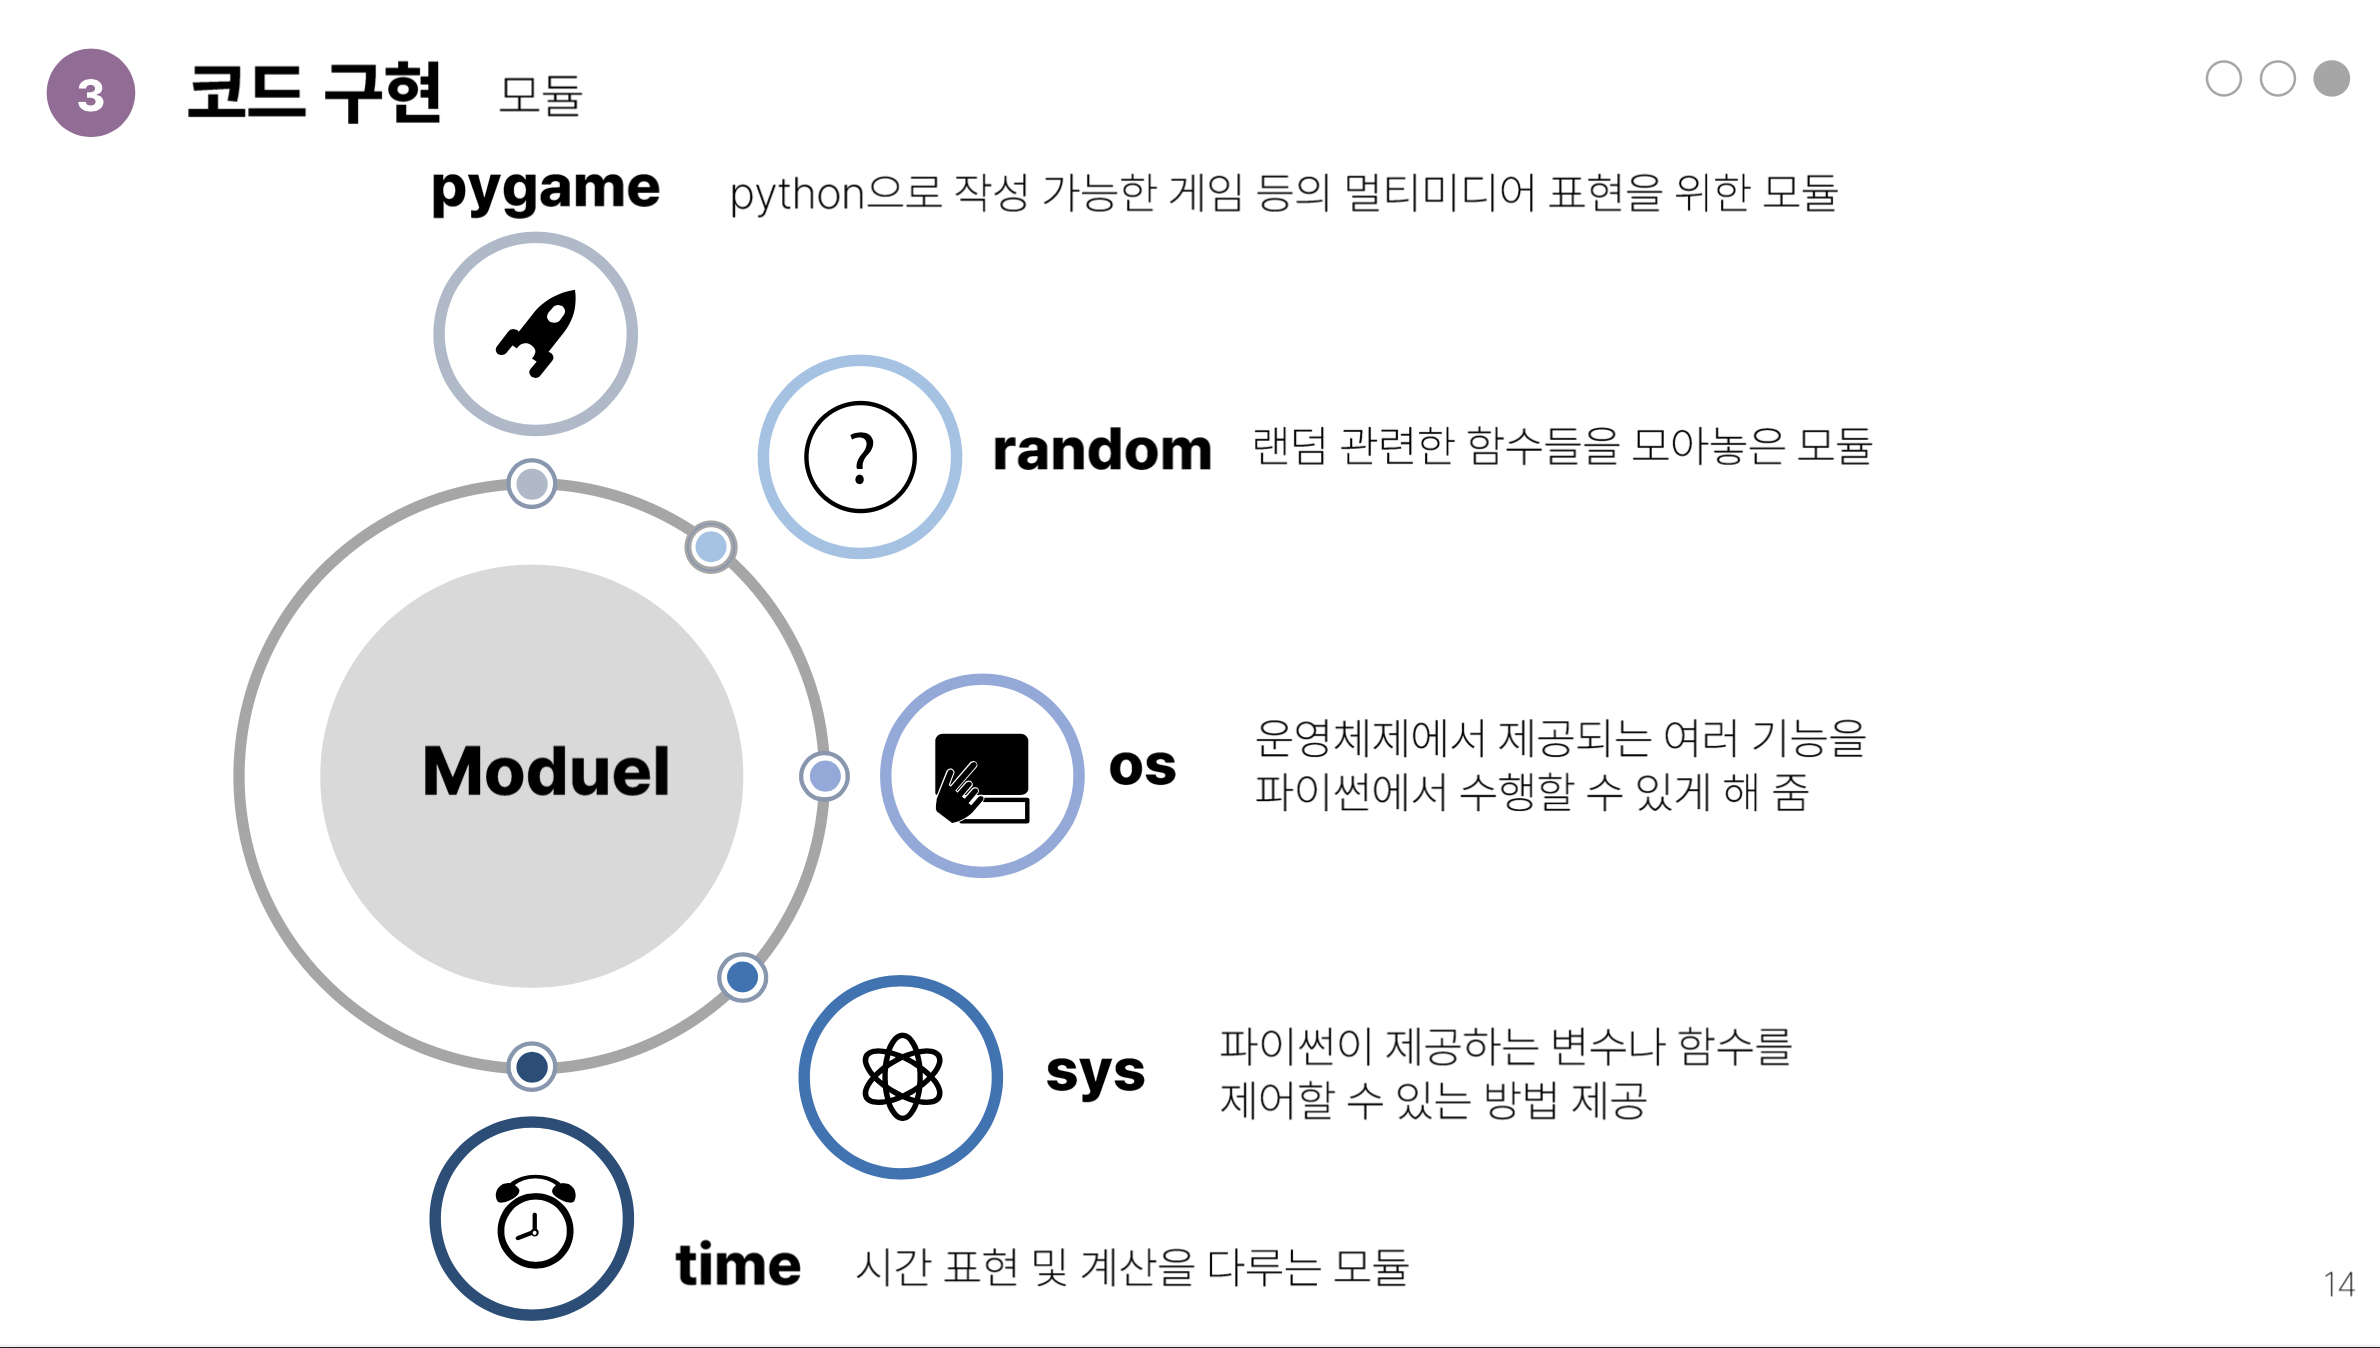 3
코드 구현 모듈
pygame python으로 작성 가능한 게임 등의 멀티미디어 표현을 위한 모듈
?
random 랜덤 관련한 함수들을 모아놓은 모듈
Moduel
os
운영체제에서 제공되는 여러 기능을
파이썬에서 수행할 수 있게 해 줌
sys
파이썬이 제공하는 변수나 함수를
제어할 수 있는 방법 제공
time 시간 표현 및 계산을 다루는 모듈
14